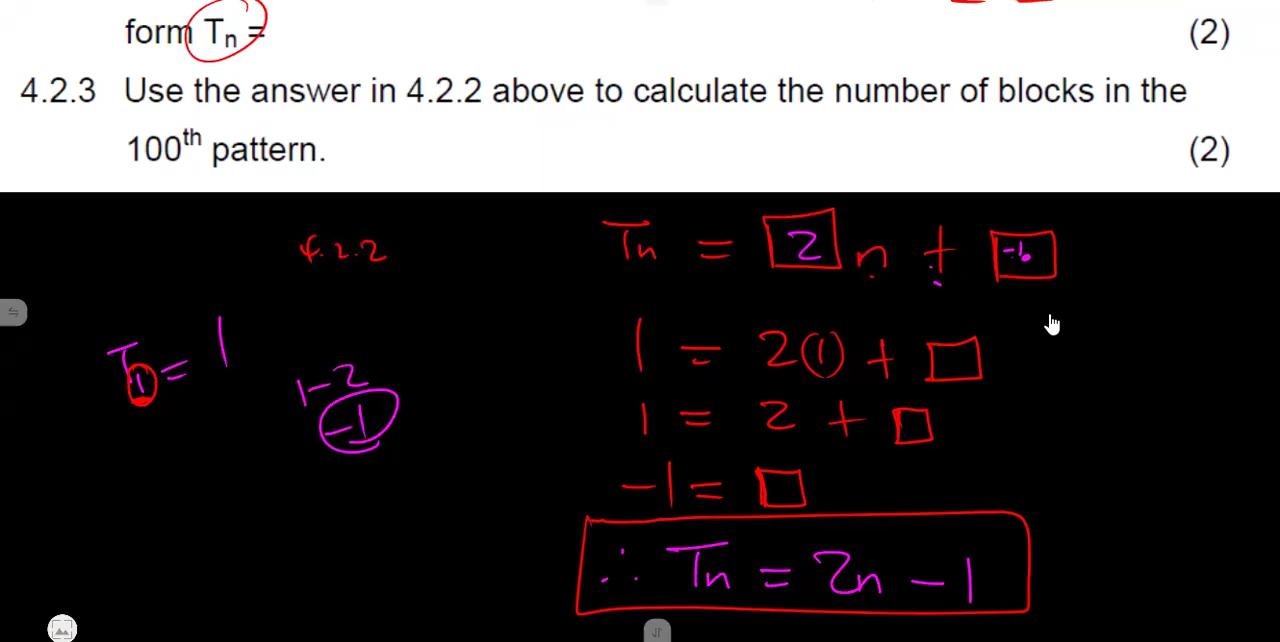 form Tn = (2)
4.2.3 Use the answer in 4.2.2 above to calculate the number of blocks in the
100th pattern. (2)
4.2.2
Tn = 2 n + -1
T1 = 1
1 = 2(1) + □
1 - 2
-1
1 = 2 + □
-1 = □
∴ Tn = 2n - 1